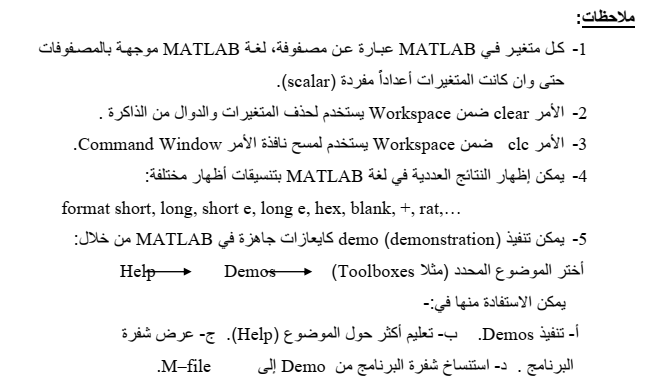 ملاحظات:
1- كل متغير في MATLAB عبارة عن مصفوفة، لغة MATLAB موجهة بالمصفوفات
حتى وان كانت المتغيرات أعداداً مفردة (scalar).
2- الأمر clear ضمن Workspace يستخدم لحذف المتغيرات والدوال من الذاكرة .
3- الأمر clc ضمن Workspace يستخدم لمسح نافذة الأمر Command Window.
4- يمكن إظهار النتائج العددية في لغة MATLAB بتنسيقات أظهار مختلفة:
format short, long, short e, long e, hex, blank, +, rat,…
5- يمكن تنفيذ demo (demonstration) كايعازات جاهزة في MATLAB من خلال:
أختر الموضوع المحدد (مثلا Toolboxes) Demos Help
يمكن الاستفادة منها في:-
أ- تنفيذ Demos. ب- تعليم أكثر حول الموضوع (Help). ج- عرض شفرة
البرنامج . د- استنساخ شفرة البرنامج من Demo إلى M–file.